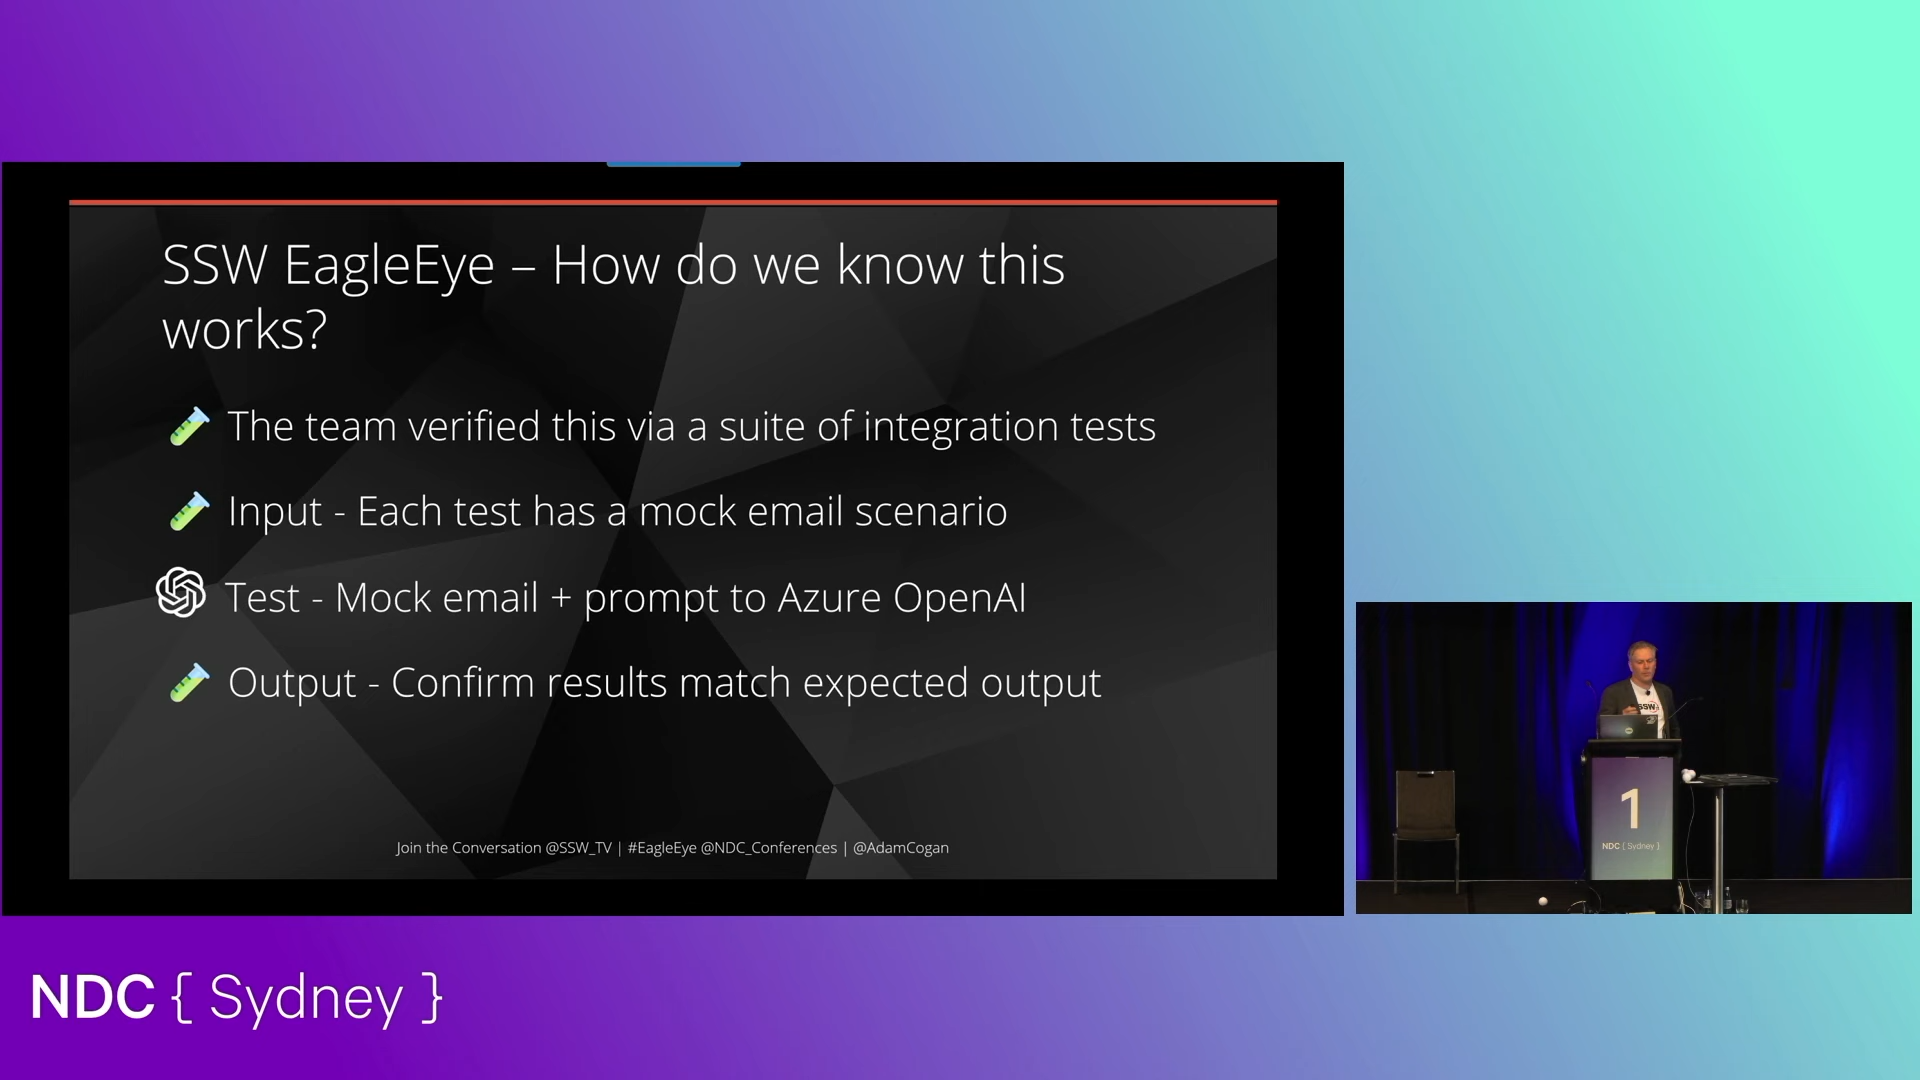 SSW EagleEye – How do we know this
works?
The team verified this via a suite of integration tests
Input - Each test has a mock email scenario
Test - Mock email + prompt to Azure OpenAI
Output - Confirm results match expected output
Join the Conversation @SSW_TV | #EagleEye @NDC_Conferences | @AdamCogan
SSW
1
NDC { Sydney }
NDC { Sydney }